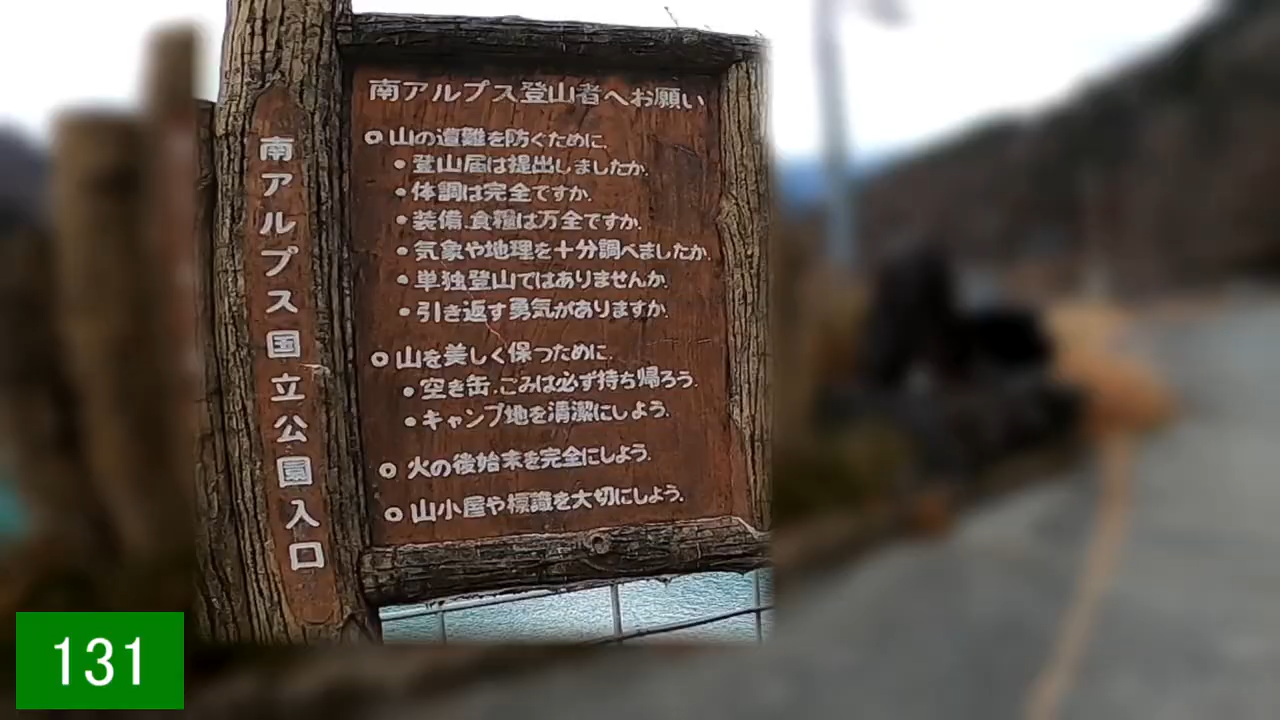 南アルプス国立公園入口
南アルプス登山者へお願い
○山の遭難を防ぐために.
•登山届は提出しましたか.
•体調は完全ですか.
•装備.食糧は万全ですか.
•気象や地理を十分調べましたか.
•単独登山ではありませんか.
•引き返す勇気がありますか.
○山を美しく保つために.
•空き缶.ごみは必ず持ち帰ろう.
•キャンプ地を清潔にしよう.
○火の後始末を完全にしよう.
○山小屋や標識を大切にしよう.
131